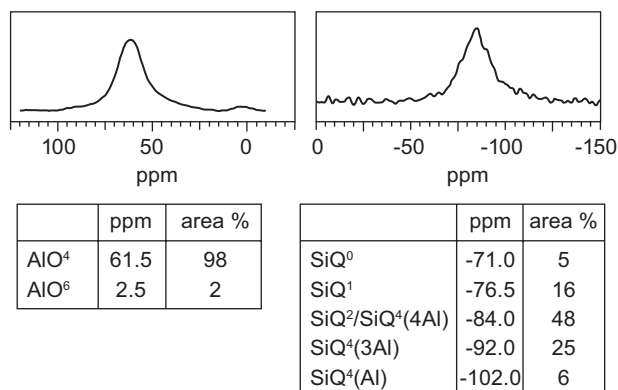 100 50 0
ppm
0 -50 -100 -150
ppm
ppm area %
AlO⁴ 61.5 98
AlO⁶ 2.5 2
ppm area %
SiQ⁰ -71.0 5
SiQ¹ -76.5 16
SiQ²/SiQ⁴(4Al) -84.0 48
SiQ⁴(3Al) -92.0 25
SiQ⁴(Al) -102.0 6